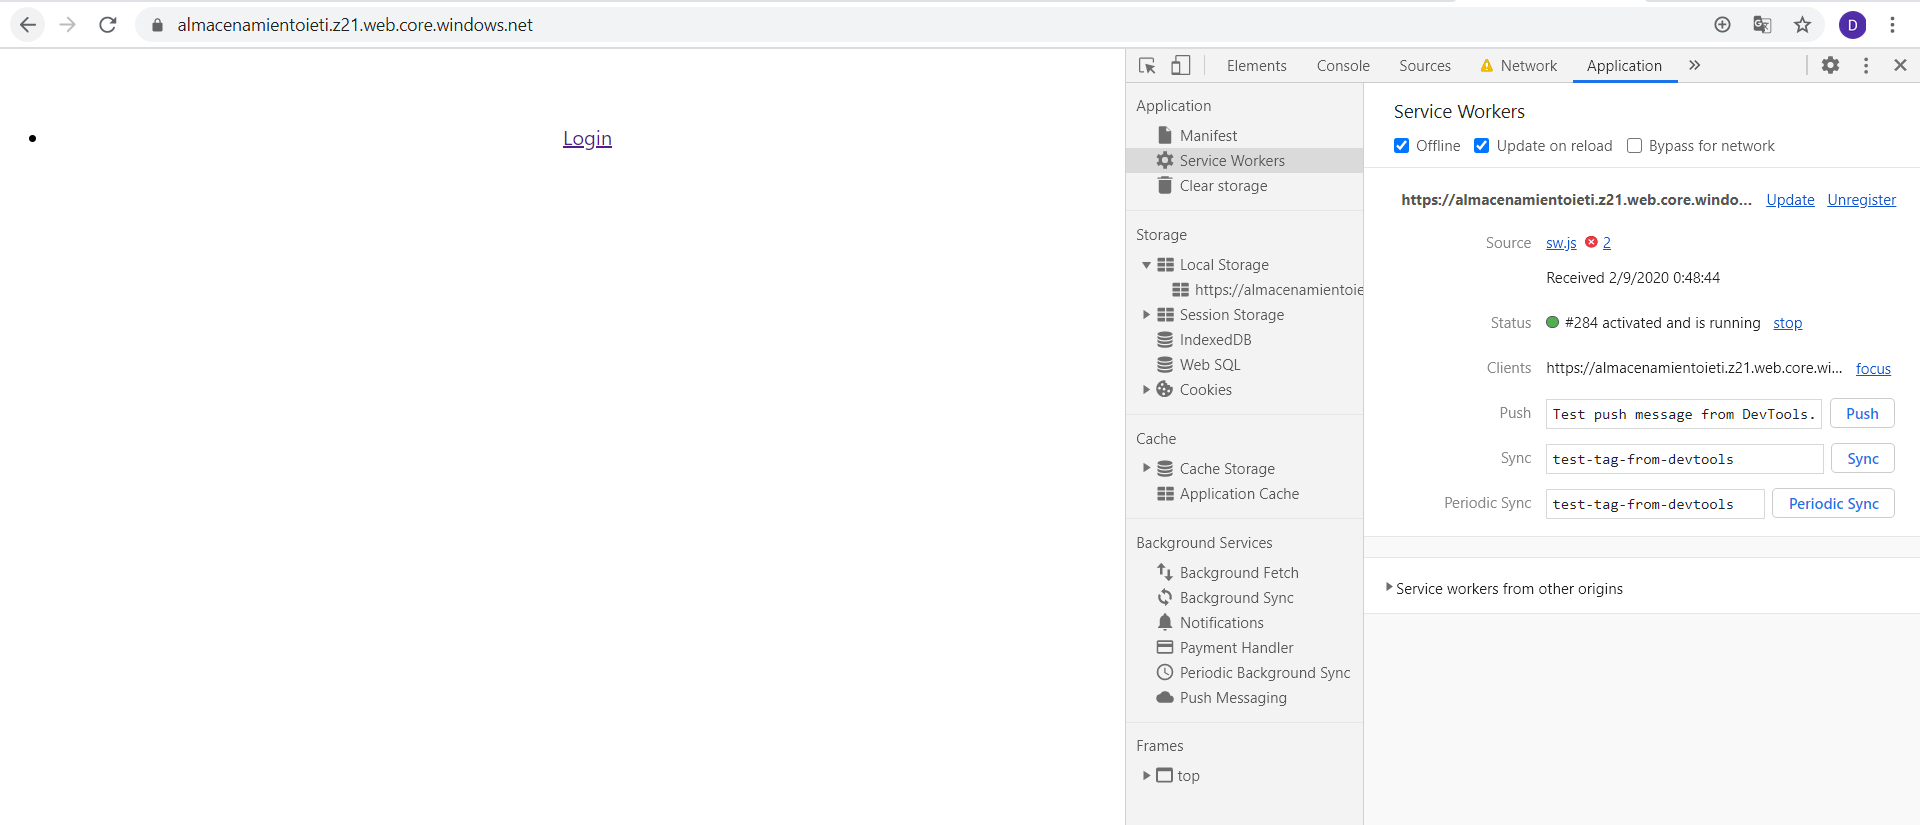 almacenamientoieti.z21.web.core.windows.net
D
Login
Elements Console Sources Network Application
Application
Manifest
Service Workers
Clear storage
Storage
Local Storage
https://almacenamientoie
Session Storage
IndexedDB
Web SQL
Cookies
Cache
Cache Storage
Application Cache
Background Services
Background Fetch
Background Sync
Notifications
Payment Handler
Periodic Background Sync
Push Messaging
Frames
top
Service Workers
Offline Update on reload Bypass for network
https://almacenamientoieti.z21.web.core.windo... Update Unregister
Source sw.js 2
Received 2/9/2020 0:48:44
Status #284 activated and is running stop
Clients https://almacenamientoieti.z21.web.core.wi... focus
Push Test push message from DevTools. Push
Sync test-tag-from-devtools Sync
Periodic Sync test-tag-from-devtools Periodic Sync
Service workers from other origins